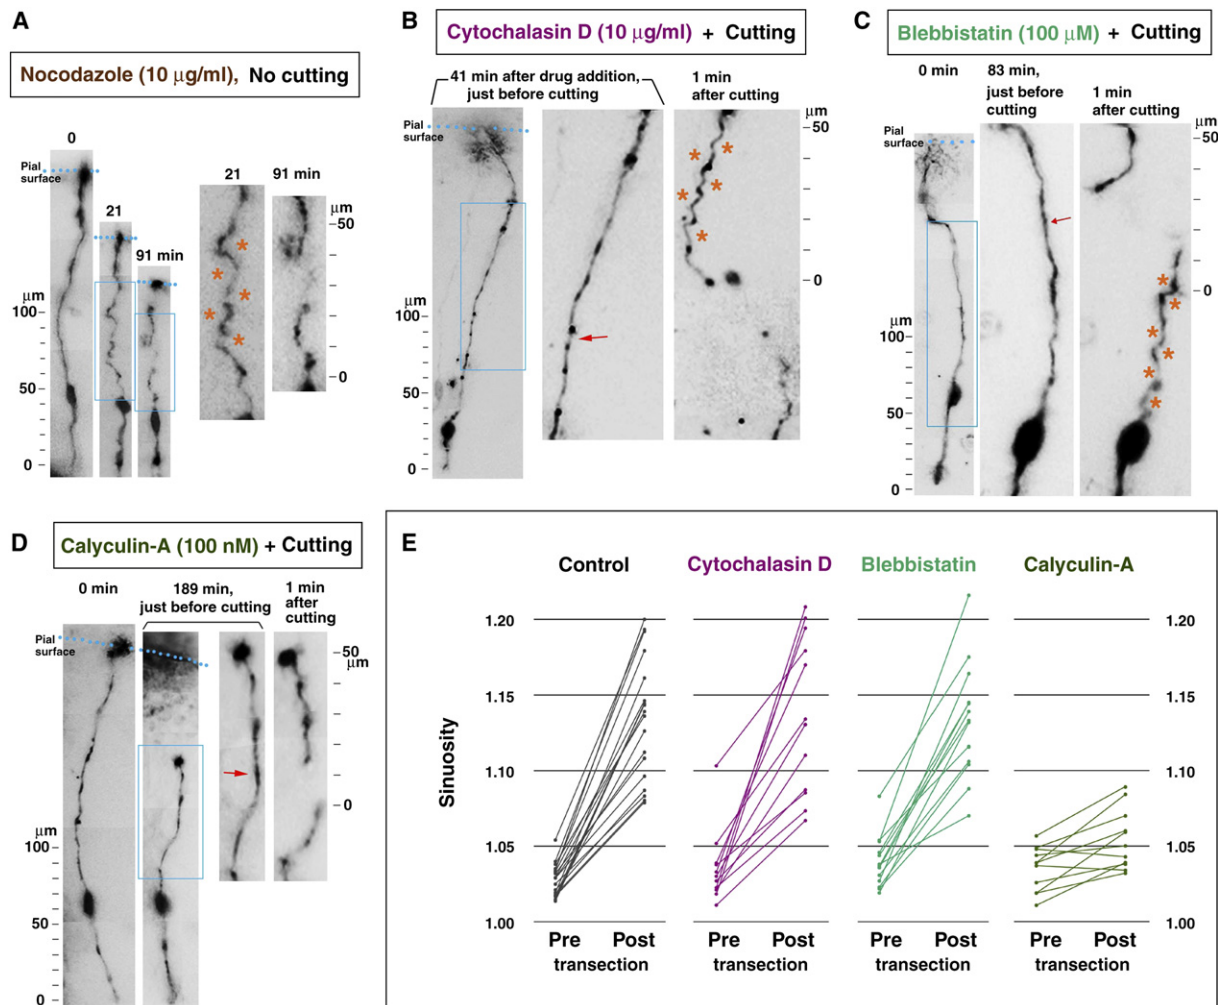 A
Nocodazole (10 μg/ml), No cutting
0
Pial
surface
21
91 min
μm
100
50
0
21
91 min
μm
50
0
B
Cytochalasin D (10 μg/ml) + Cutting
41 min after drug addition,
just before cutting
1 min
after cutting
Pial
surface
μm
50
0
μm
100
50
0
C
Blebbistatin (100 μM) + Cutting
0 min
83 min,
just before
cutting
1 min
after cutting
Pial
surface
μm
50
0
μm
100
50
0
D
Calyculin-A (100 nM) + Cutting
0 min
189 min,
just before cutting
1 min
after
cutting
Pial
surface
50
μm
0
μm
100
50
0
E
Control
Cytochalasin D
Blebbistatin
Calyculin-A
Sinuosity
1.20
1.15
1.10
1.05
1.00
1.20
1.15
1.10
1.05
1.00
Pre Post
transection
Pre Post
transection
Pre Post
transection
Pre Post
transection